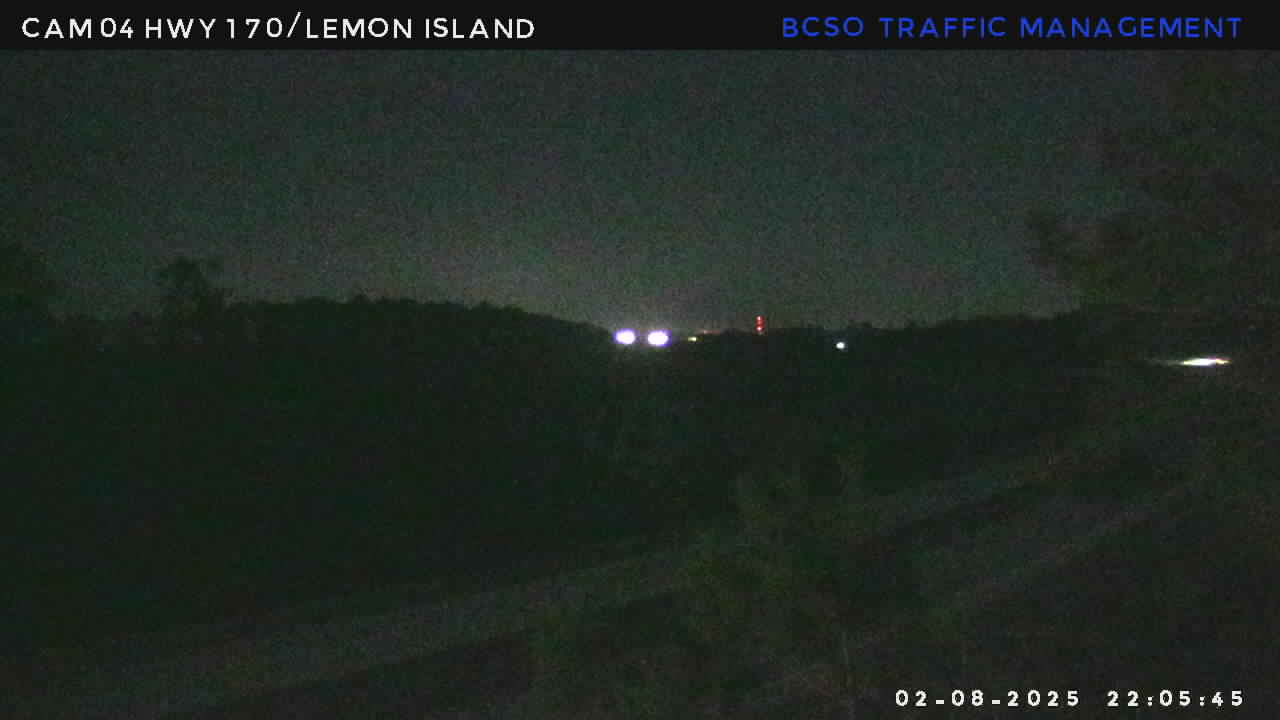 CAM04 HWY 170/LEMON ISLAND
BCSO TRAFFIC MANAGEMENT
02-08-2025 22:05:45